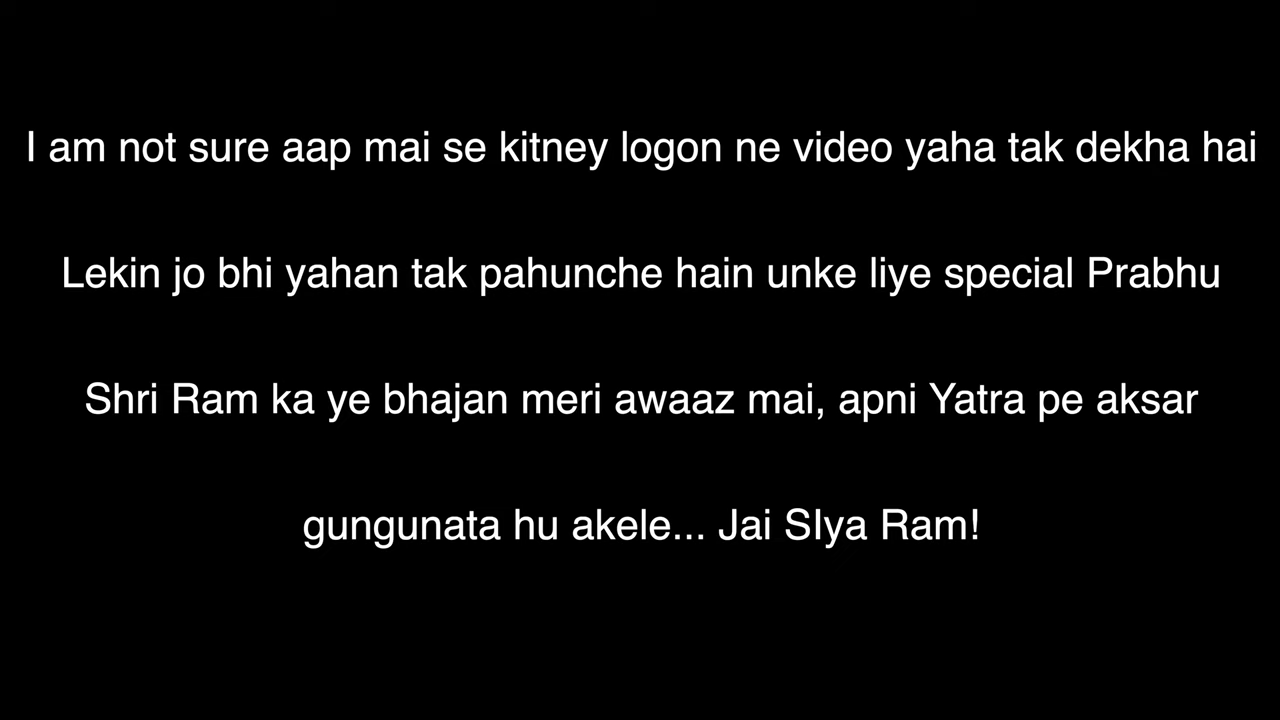 I am not sure aap mai se kitney logon ne video yaha tak dekha hai
Lekin jo bhi yahan tak pahunche hain unke liye special Prabhu
Shri Ram ka ye bhajan meri awaaz mai, apni Yatra pe aksar
gungunata hu akele... Jai SIya Ram!